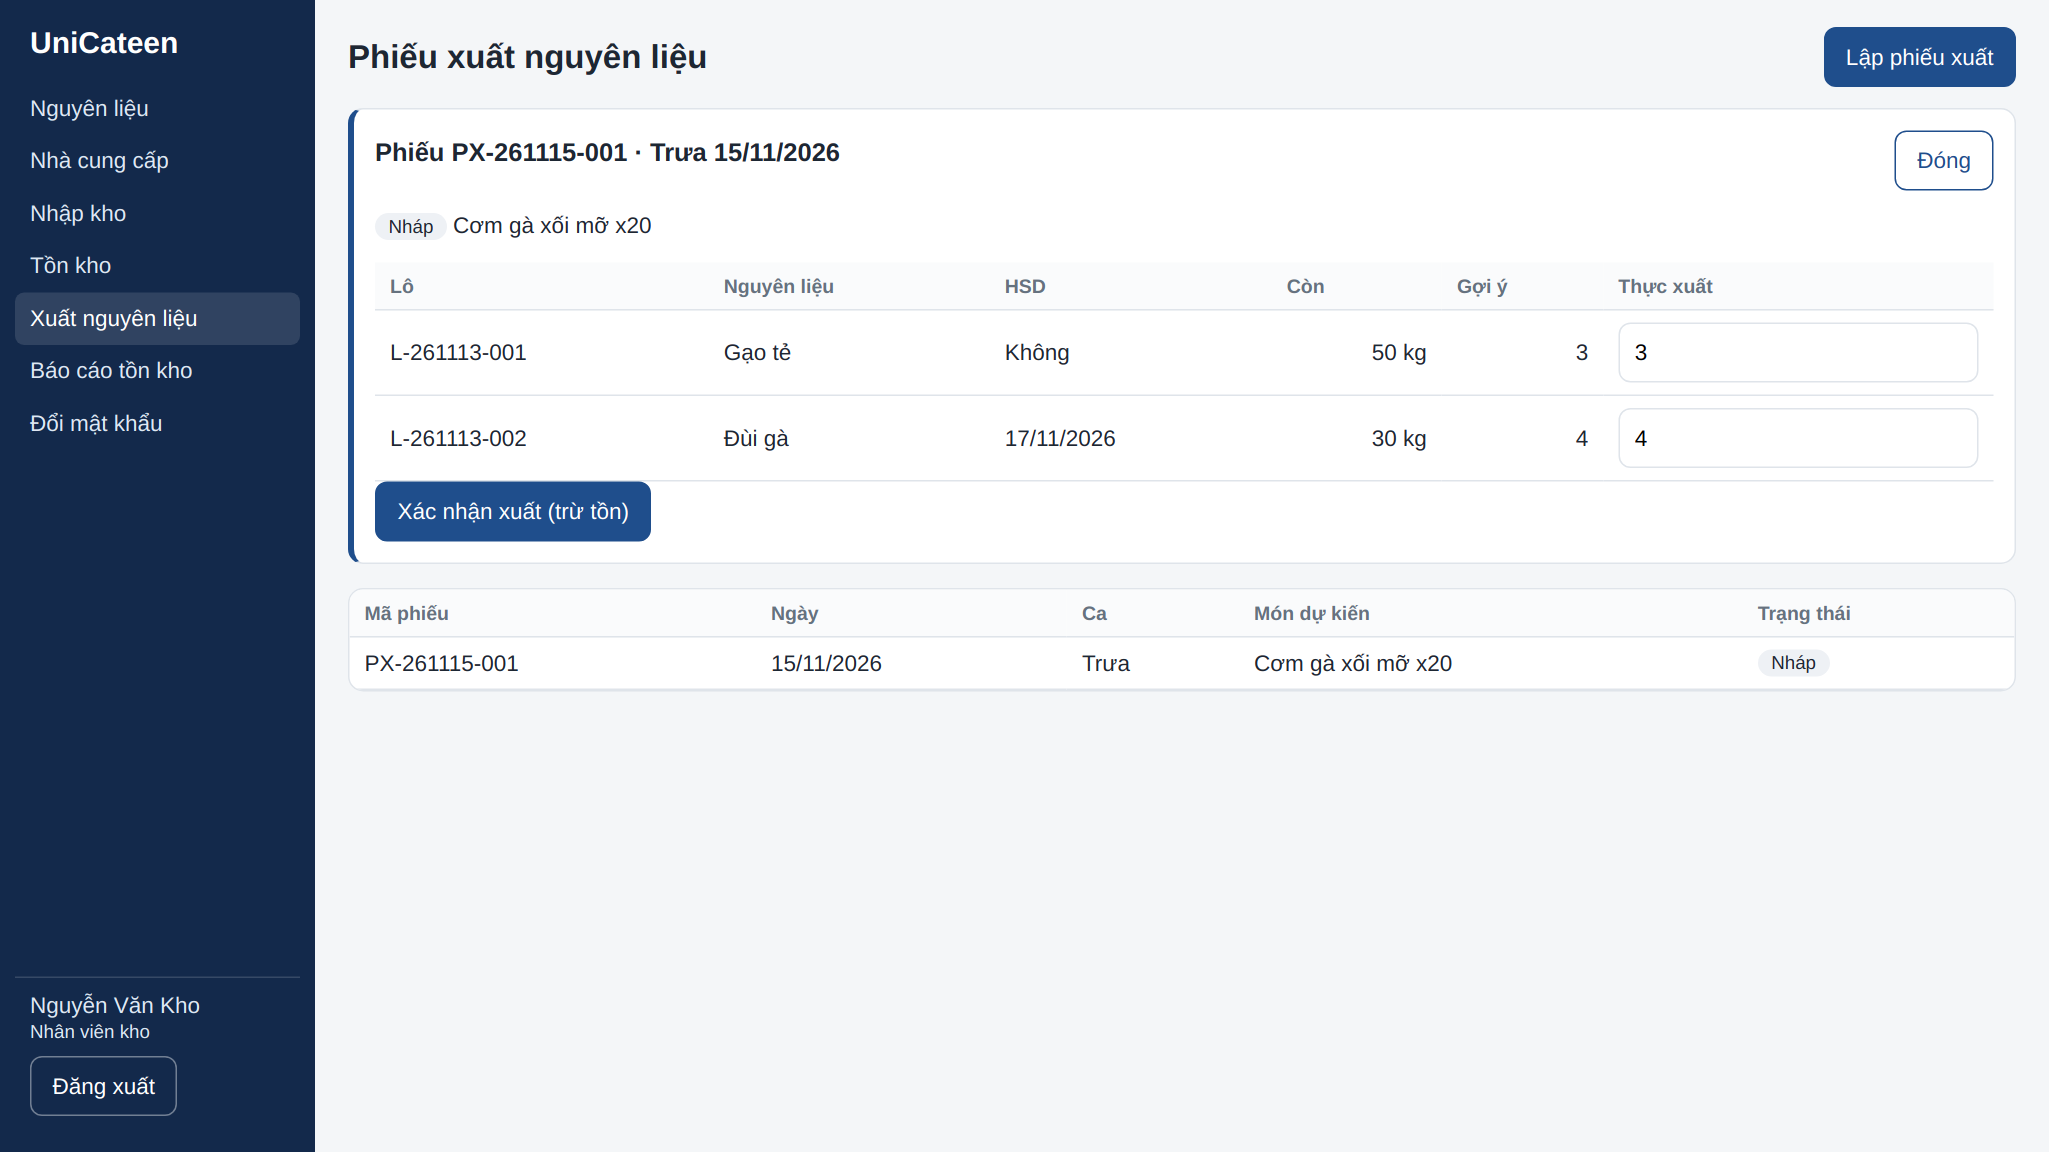 UniCateen
Nguyên liệu
Nhà cung cấp
Nhập kho
Tồn kho
Xuất nguyên liệu
Báo cáo tồn kho
Đổi mật khẩu
Nguyễn Văn Kho
Nhân viên kho
Đăng xuất
Phiếu xuất nguyên liệu
Lập phiếu xuất
Phiếu PX-261115-001 · Trưa 15/11/2026
Đóng
Nháp Cơm gà xối mỡ x20
Lô Nguyên liệu HSD Còn Gợi ý Thực xuất
L-261113-001 Gạo tẻ Không 50 kg 3 3
L-261113-002 Đùi gà 17/11/2026 30 kg 4 4
Xác nhận xuất (trừ tồn)
Mã phiếu Ngày Ca Món dự kiến Trạng thái
PX-261115-001 15/11/2026 Trưa Cơm gà xối mỡ x20 Nháp